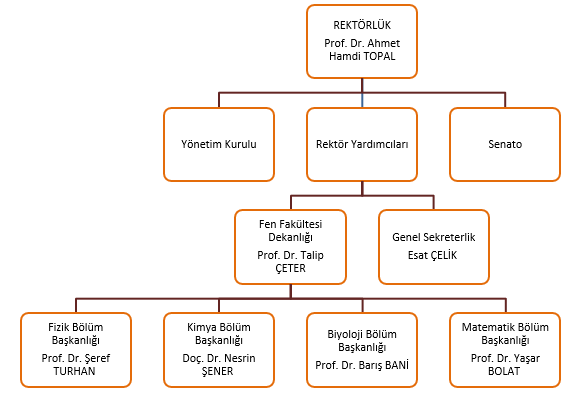 REKTÖRLÜK
Prof. Dr. Ahmet
Hamdi TOPAL
Yönetim Kurulu
Rektör Yardımcıları
Senato
Fen Fakültesi
Dekanlığı
Prof. Dr. Talip
ÇETER
Genel Sekreterlik
Esat ÇELİK
Fizik Bölüm
Başkanlığı
Prof. Dr. Şeref
TURHAN
Kimya Bölüm
Başkanlığı
Doç. Dr. Nesrin
ŞENER
Biyoloji Bölüm
Başkanlığı
Prof. Dr. Barış BANİ
Matematik Bölüm
Başkanlığı
Prof. Dr. Yaşar
BOLAT